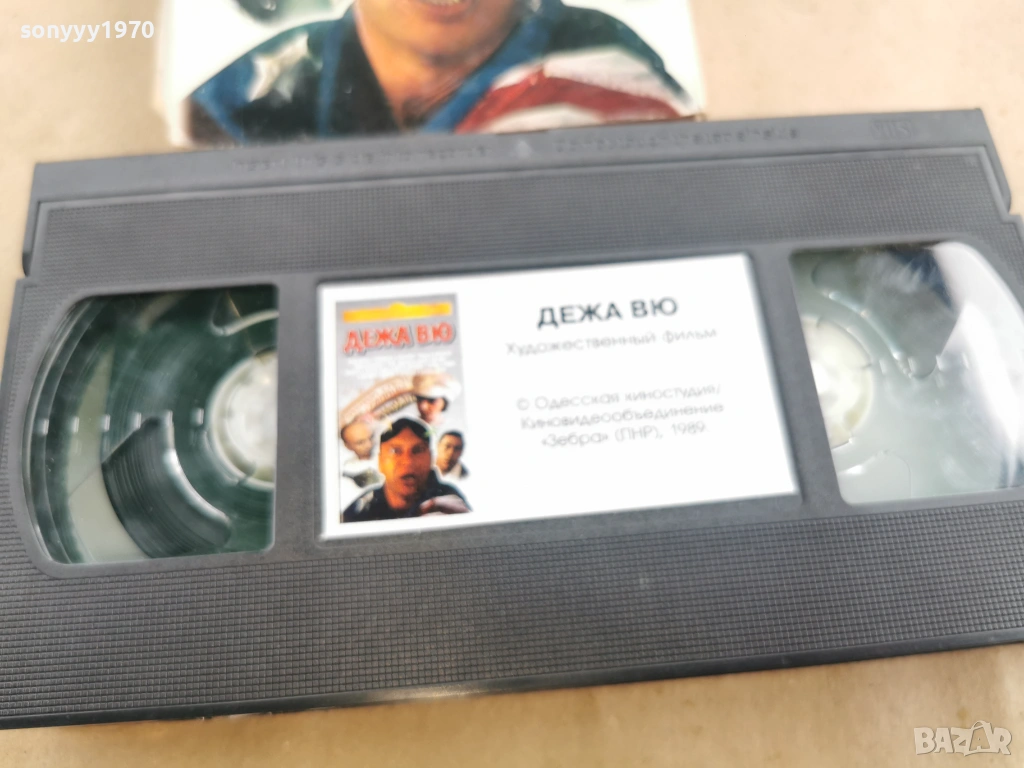 sonyyy1970
VHS
ДЕЖА ВЮ
ДЕЖА ВЮ
Художественный фильм
© Одесская киностудия/
Киновидеообъединение
«Зебра» (ПНР), 1989.
BAZAR